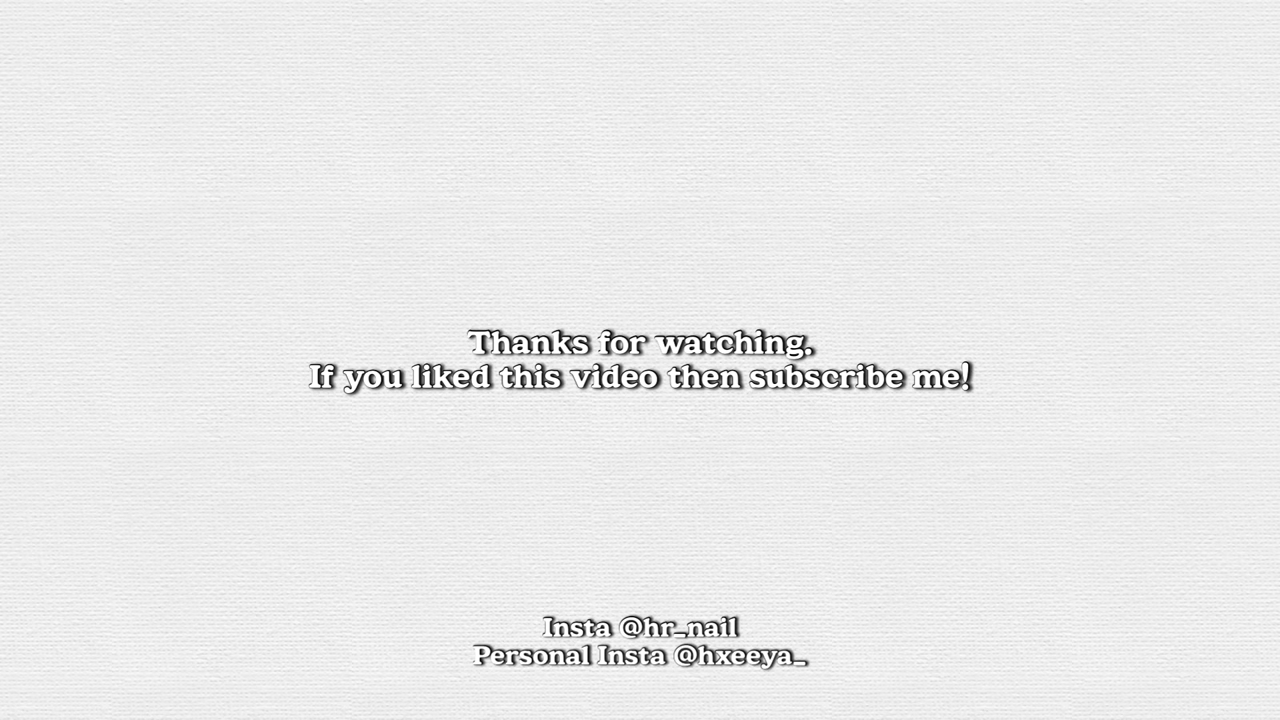 Thanks for watching.
If you liked this video then subscribe me!
Insta @hr_nail
Personal Insta @hxeeya_